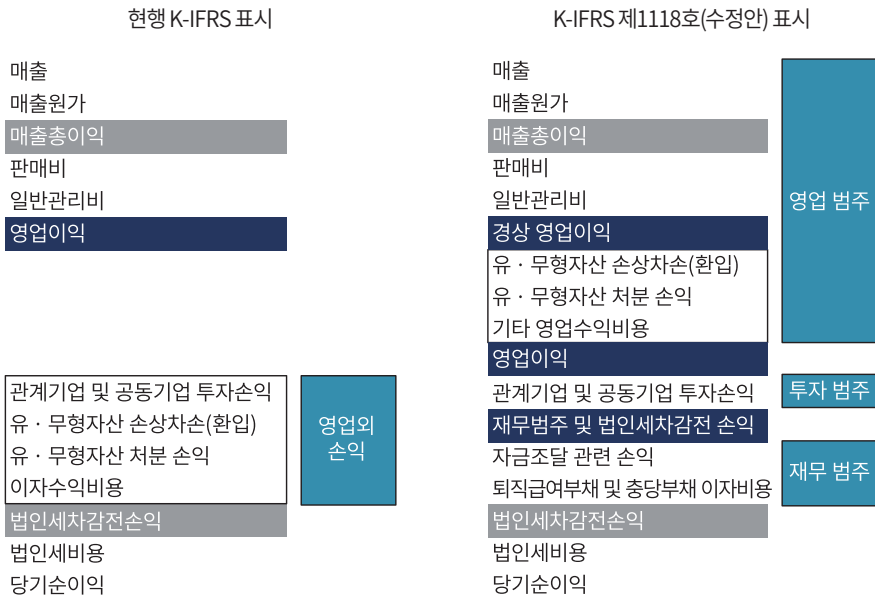 현행 K-IFRS 표시
매출
매출원가
매출총이익
판매비
일반관리비
영업이익
관계기업 및 공동기업 투자손익
유 · 무형자산 손상차손(환입)
유 · 무형자산 처분 손익
이자수익비용
영업외
손익
법인세차감전손익
법인세비용
당기순이익
K-IFRS 제1118호(수정안) 표시
매출
매출원가
매출총이익
판매비
일반관리비
경상 영업이익
유 · 무형자산 손상차손(환입)
유 · 무형자산 처분 손익
기타 영업수익비용
영업이익
영업 범주
관계기업 및 공동기업 투자손익
투자 범주
재무범주 및 법인세차감전 손익
자금조달 관련 손익
퇴직급여부채 및 충당부채 이자비용
재무 범주
법인세차감전손익
법인세비용
당기순이익